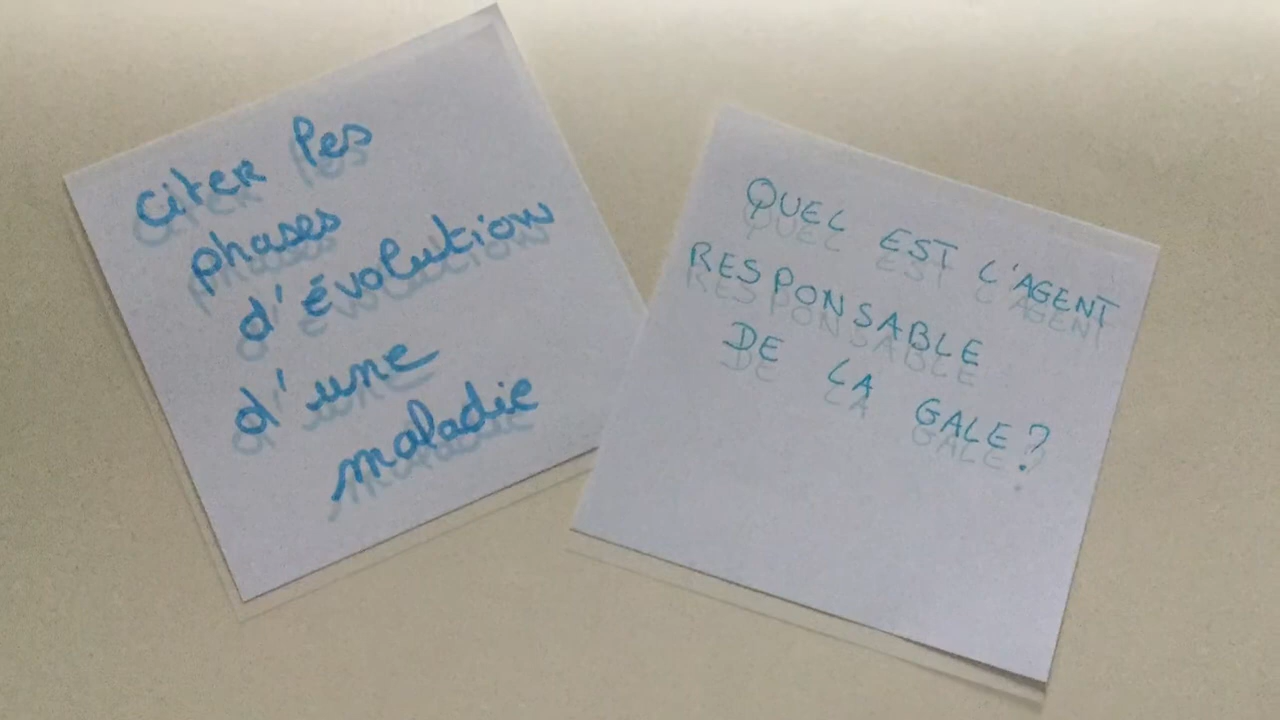 citer les
phases
d'évolution
d'une
maladie
QUEL EST L'AGENT
RESPONSABLE
DE LA GALE?